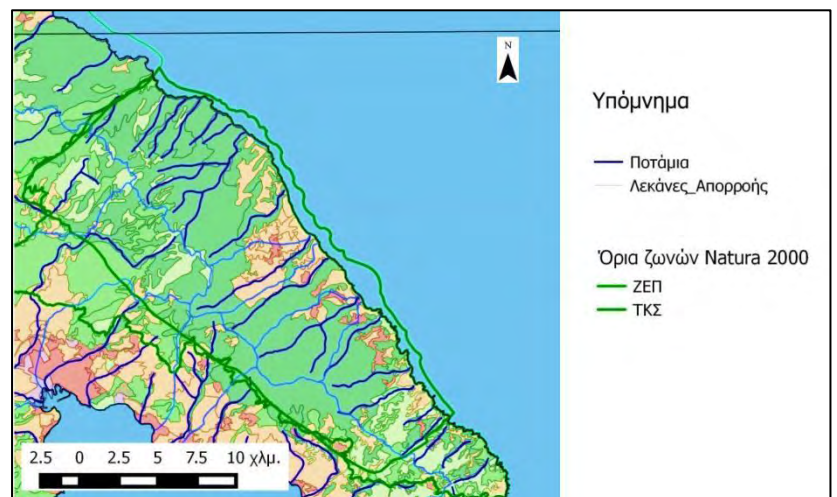 N
Υπόμνημα
Ποτάμια
Λεκάνες_Απορροής
Όρια ζωνών Natura 2000
ΖΕΠ
ΤΚΣ
2.5 0 2.5 5 7.5 10 χλμ.